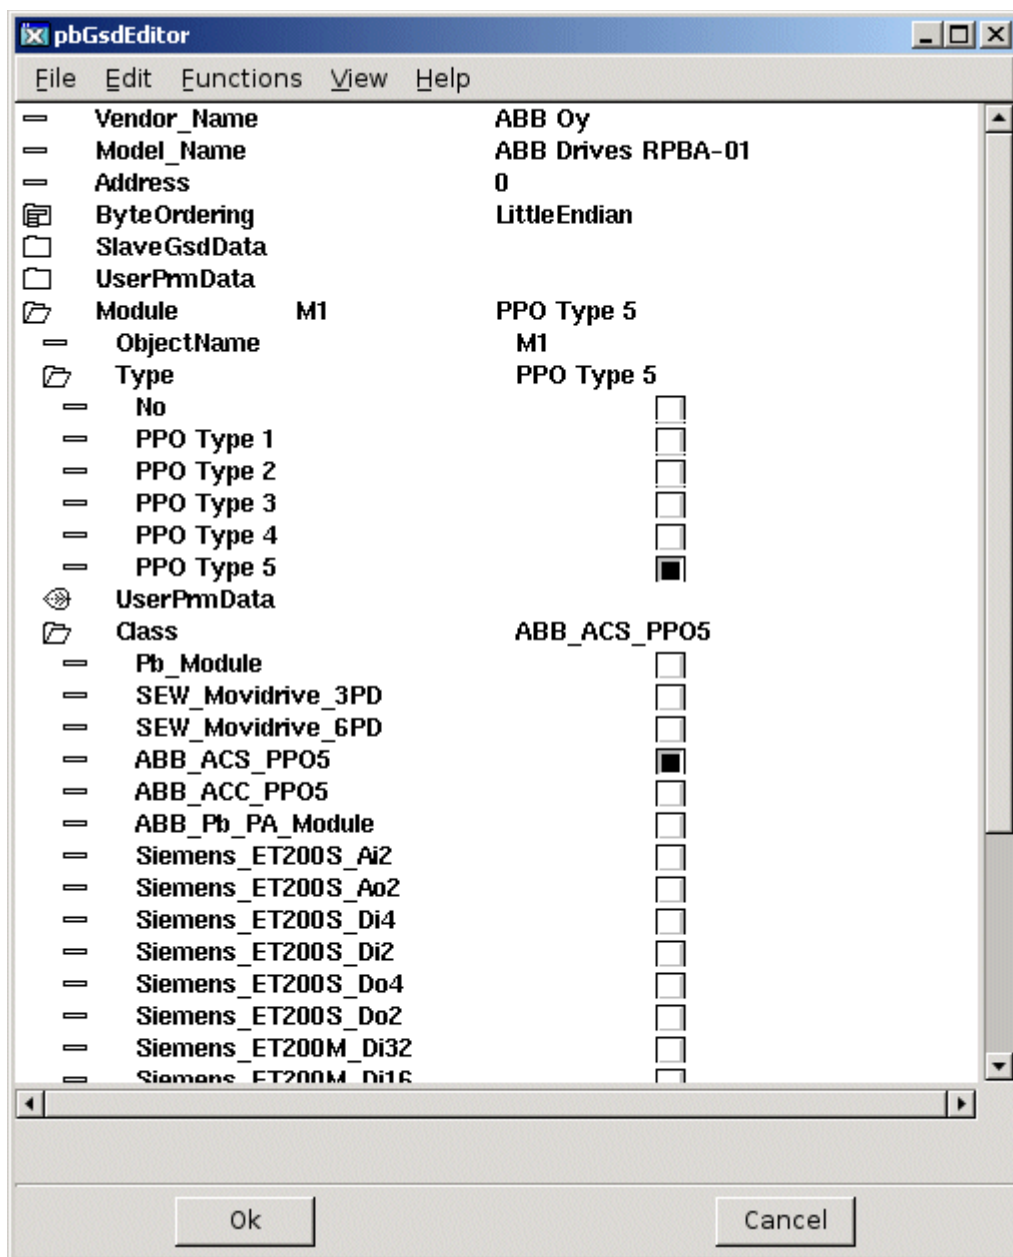 pbGsdEditor
File Edit Functions View Help
Vendor_Name ABB Oy
Model_Name ABB Drives RPBA-01
Address 0
ByteOrdering LittleEndian
SlaveGsdData
UserPrmData
Module M1 PPO Type 5
ObjectName M1
Type PPO Type 5
No
PPO Type 1
PPO Type 2
PPO Type 3
PPO Type 4
PPO Type 5
UserPrmData
Class ABB_ACS_PPO5
Pb_Module
SEW_Movidrive_3PD
SEW_Movidrive_6PD
ABB_ACS_PPO5
ABB_ACC_PPO5
ABB_Pb_PA_Module
Siemens_ET200S_Ai2
Siemens_ET200S_Ao2
Siemens_ET200S_Di4
Siemens_ET200S_Di2
Siemens_ET200S_Do4
Siemens_ET200S_Do2
Siemens_ET200M_Di32
Siemens_ET200M_Di16
Ok Cancel